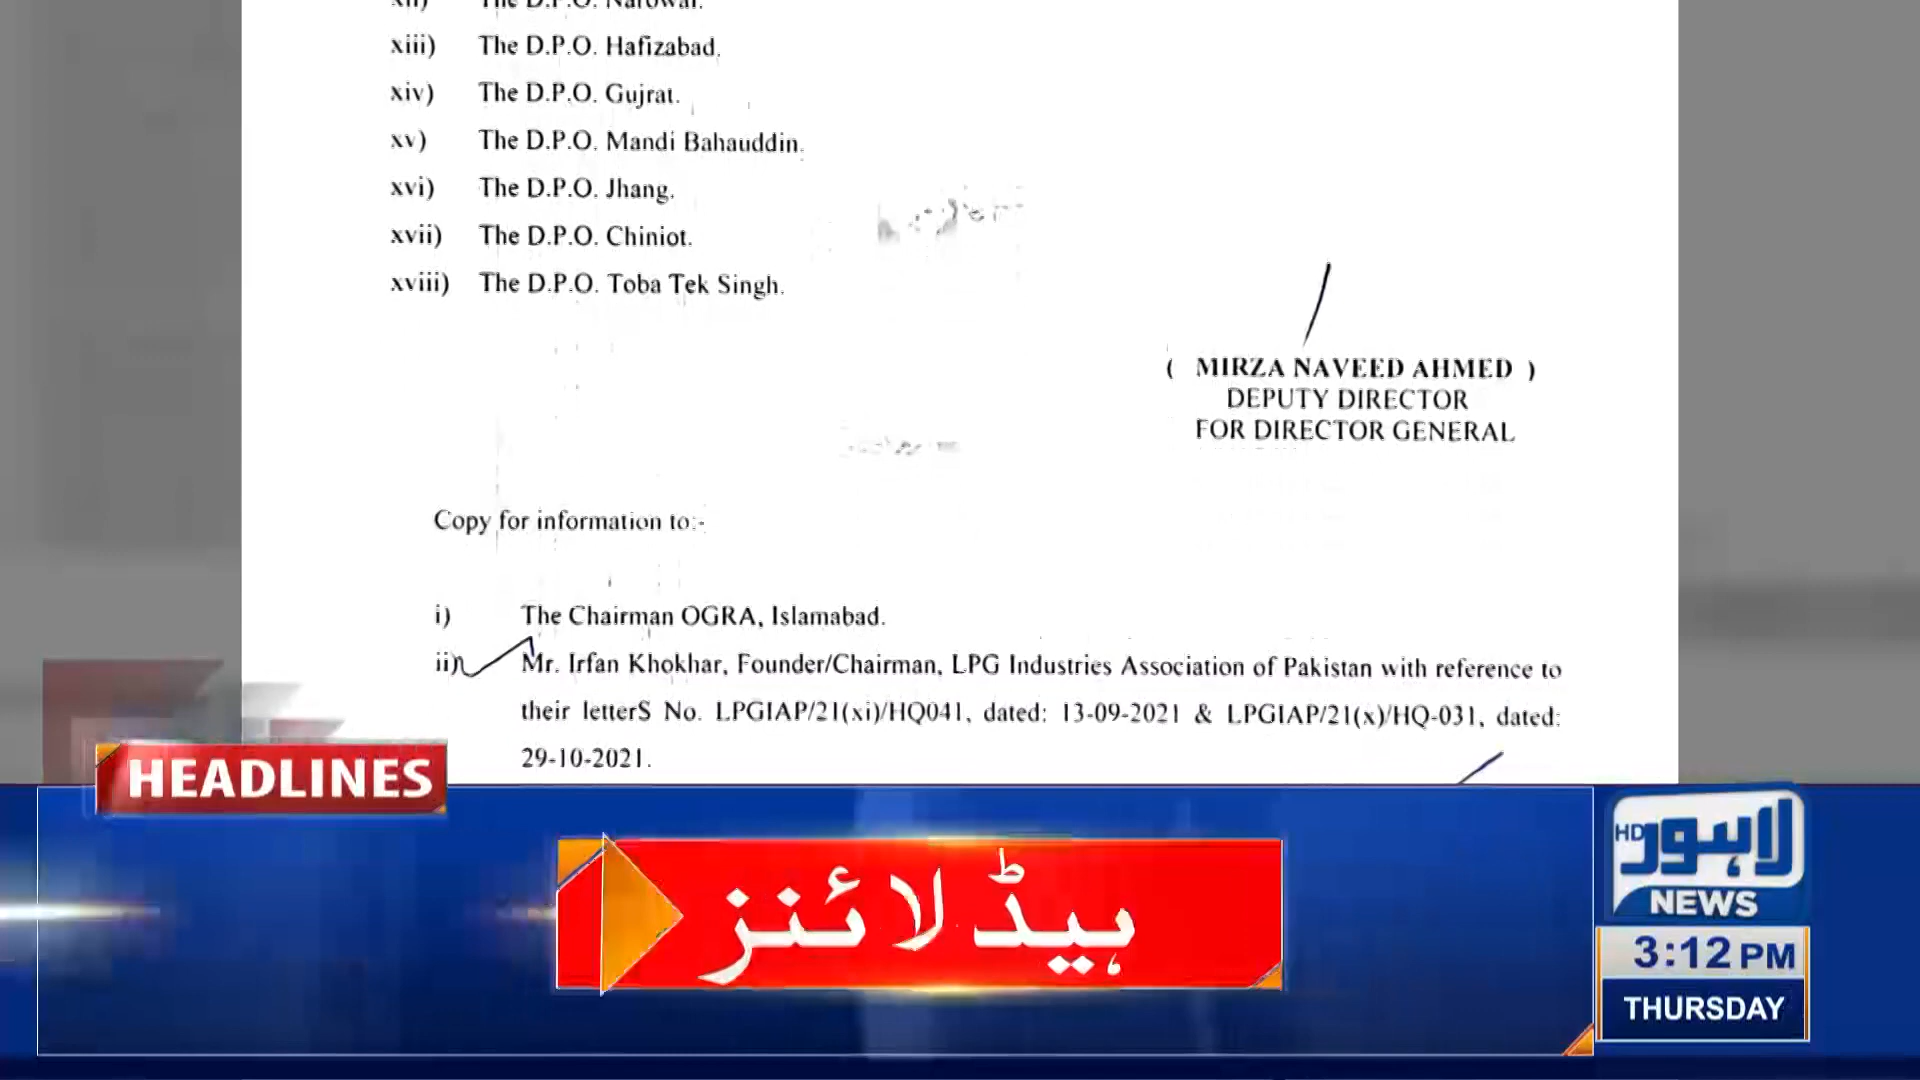 xii) The D.P.O. Narowal.
xiii) The D.P.O. Hafizabad.
xiv) The D.P.O. Gujrat.
xv) The D.P.O. Mandi Bahauddin.
xvi) The D.P.O. Jhang.
xvii) The D.P.O. Chiniot.
xviii) The D.P.O. Toba Tek Singh.
( MIRZA NAVEED AHMED )
DEPUTY DIRECTOR
FOR DIRECTOR GENERAL
Copy for information to:-
i) The Chairman OGRA, Islamabad.
ii) Mr. Irfan Khokhar, Founder/Chairman, LPG Industries Association of Pakistan with reference to
their letterS No. LPGIAP/21(xi)/HQ041, dated: 13-09-2021 & LPGIAP/21(x)/HQ-031, dated:
29-10-2021.
HEADLINES
ہیڈلائنز
لاہور HD
NEWS
3:12 PM
THURSDAY